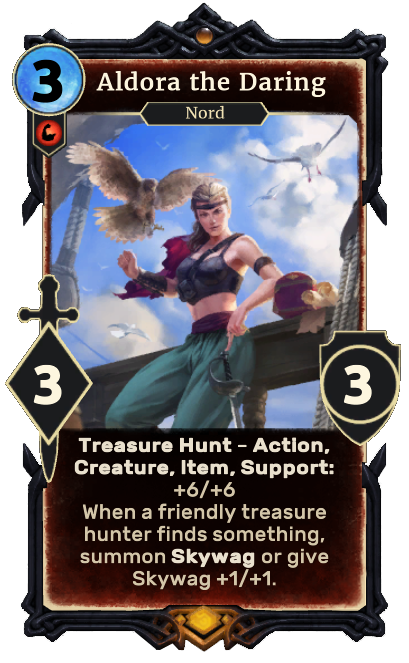 3
Aldora the Daring
Nord
3
3
Treasure Hunt - Action,
Creature, Item, Support:
+6/+6
When a friendly treasure
hunter finds something,
summon Skywag or give
Skywag +1/+1.